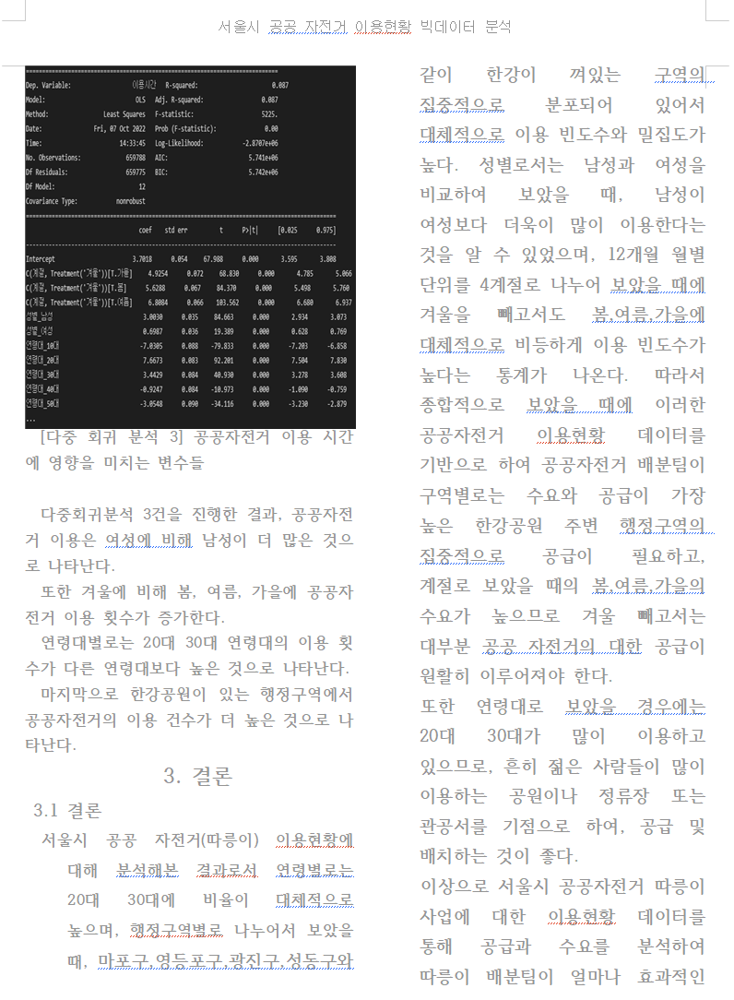 서울시 공공 자전거 이용현황 빅데이터 분석
==============================================================================
Dep. Variable: 이용시간 R-squared: 0.087
Model: OLS Adj. R-squared: 0.087
Method: Least Squares F-statistic: 5225.
Date: Fri, 07 Oct 2022 Prob (F-statistic): 0.00
Time: 14:33:45 Log-Likelihood: -2.8707e+06
No. Observations: 659788 AIC: 5.741e+06
Df Residuals: 659775 BIC: 5.742e+06
Df Model: 12
Covariance Type: nonrobust
==============================================================================
coef std err t P>|t| [0.025 0.975]
------------------------------------------------------------------------------
Intercept 3.7018 0.054 67.988 0.000 3.595 3.808
C(계절, Treatment('겨울'))[T.가을] 4.9254 0.072 68.830 0.000 4.785 5.066
C(계절, Treatment('겨울'))[T.봄] 5.6288 0.067 84.370 0.000 5.498 5.760
C(계절, Treatment('겨울'))[T.여름] 6.8084 0.066 103.562 0.000 6.680 6.937
성별_남성 3.0030 0.035 84.663 0.000 2.934 3.073
성별_여성 0.6987 0.036 19.389 0.000 0.628 0.769
연령대_10대 -7.0305 0.088 -79.833 0.000 -7.203 -6.858
연령대_20대 7.6673 0.083 92.201 0.000 7.504 7.830
연령대_30대 3.4429 0.084 40.930 0.000 3.278 3.608
연령대_40대 -0.9247 0.084 -10.973 0.000 -1.090 -0.759
연령대_50대 -3.0548 0.090 -34.116 0.000 -3.230 -2.879
...
[다중 회귀 분석 3] 공공자전거 이용 시간
에 영향을 미치는 변수들
다중회귀분석 3건을 진행한 결과, 공공자전
거 이용은 여성에 비해 남성이 더 많은 것으
로 나타난다.
또한 겨울에 비해 봄, 여름, 가을에 공공자
전거 이용 횟수가 증가한다.
연령대별로는 20대 30대 연령대의 이용 횟
수가 다른 연령대보다 높은 것으로 나타난다.
마지막으로 한강공원이 있는 행정구역에서
공공자전거의 이용 건수가 더 높은 것으로 나
타난다.
3. 결론
3.1 결론
서울시 공공 자전거(따릉이) 이용현황에
대해 분석해본 결과로서 연령별로는
20대 30대에 비율이 대체적으로
높으며, 행정구역별로 나누어서 보았을
때, 마포구,영등포구,광진구,성동구와
같이 한강이 껴있는 구역의
집중적으로 분포되어 있어서
대체적으로 이용 빈도수와 밀집도가
높다. 성별로서는 남성과 여성을
비교하여 보았을 때, 남성이
여성보다 더욱이 많이 이용한다는
것을 알 수 있었으며, 12개월 월별
단위를 4계절로 나누어 보았을 때에
겨울을 빼고서도 봄,여름,가을에
대체적으로 비등하게 이용 빈도수가
높다는 통계가 나온다. 따라서
종합적으로 보았을 때에 이러한
공공자전거 이용현황 데이터를
기반으로 하여 공공자전거 배분팀이
구역별로는 수요와 공급이 가장
높은 한강공원 주변 행정구역의
집중적으로 공급이 필요하고,
계절로 보았을 때의 봄,여름,가을의
수요가 높으므로 겨울 빼고서는
대부분 공공 자전거의 대한 공급이
원활히 이루어져야 한다.
또한 연령대로 보았을 경우에는
20대 30대가 많이 이용하고
있으므로, 흔히 젊은 사람들이 많이
이용하는 공원이나 정류장 또는
관공서를 기점으로 하여, 공급 및
배치하는 것이 좋다.
이상으로 서울시 공공자전거 따릉이
사업에 대한 이용현황 데이터를
통해 공급과 수요를 분석하여
따릉이 배분팀이 얼마나 효과적인